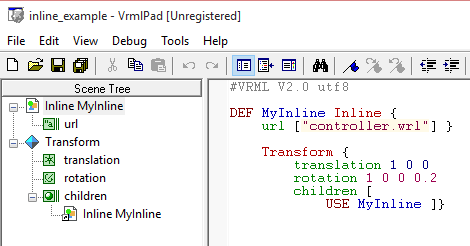 inline_example - VrmlPad [Unregistered]
File Edit View Debug Tools Window Help
Scene Tree
Inline MyInline
url
Transform
translation
rotation
children
Inline MyInline
#VRML V2.0 utf8
DEF MyInline Inline {
url ["controller.wrl"] }
Transform {
translation 1 0 0
rotation 1 0 0 0.2
children [
USE MyInline ]}